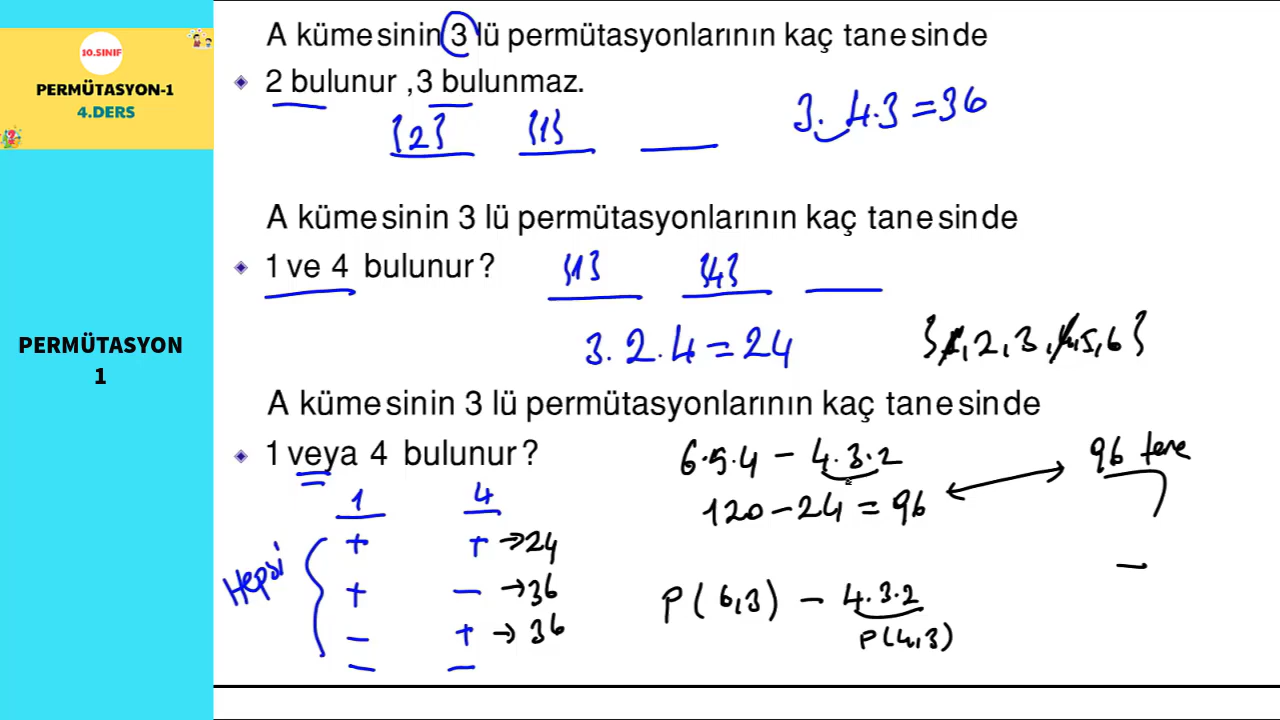 10.SINIF
PERMÜTASYON-1
4.DERS
PERMÜTASYON
1
A kümesinin 3 lü permütasyonlarının kaç tanesinde
2 bulunur ,3 bulunmaz.
{2} {1}
3. 4.3 = 36
A kümesinin 3 lü permütasyonlarının kaç tanesinde
1 ve 4 bulunur?
{1} {4}
3.2.4 = 24
{1,2,3,4,5,6}
A kümesinin 3 lü permütasyonlarının kaç tanesinde
1 veya 4 bulunur?
6.5.4 - 4.3.2
96 tane
120 - 24 = 96
1 4
Hepsi
+ + → 24
+ - → 36
- + → 36
- -
P(6,3) - 4.3.2
P(4,3)